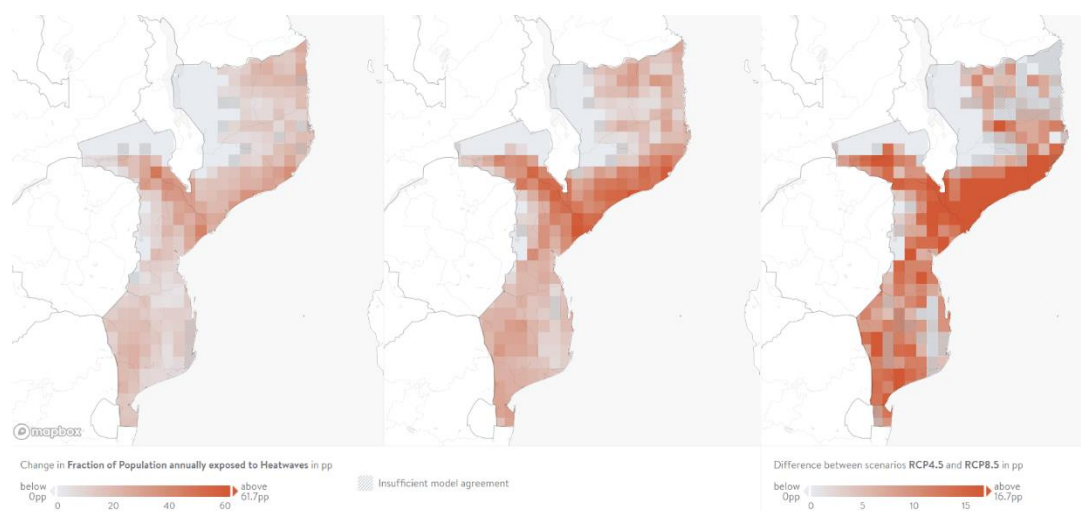 mapbox
Change in Fraction of Population annually exposed to Heatwaves in pp
below
0pp
above
61.7pp
0 20 40 60
Insufficient model agreement
Difference between scenarios RCP4.5 and RCP8.5 in pp
below
0pp
above
16.7pp
0 5 10 15